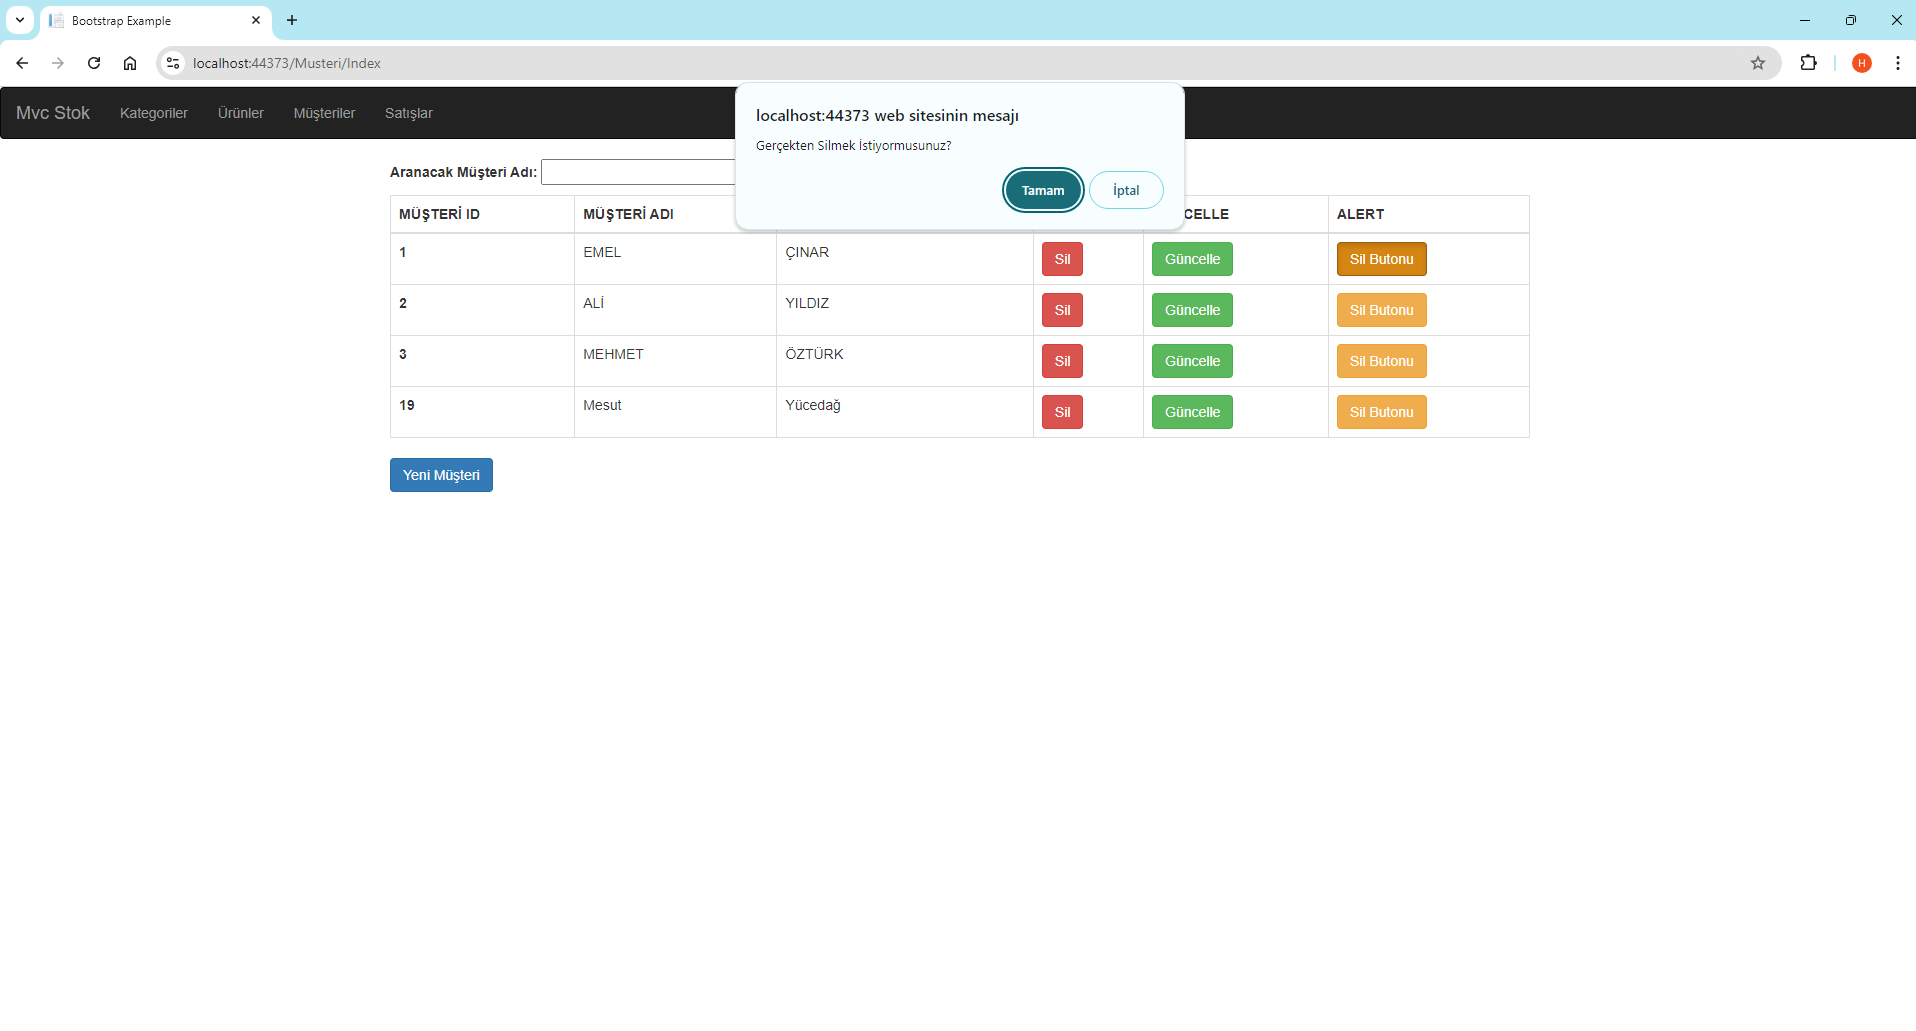 Bootstrap Example
localhost:44373/Musteri/Index
H
Mvc Stok Kategoriler Ürünler Müşteriler Satışlar
localhost:44373 web sitesinin mesajı
Gerçekten Silmek İstiyormusunuz?
Tamam İptal
Aranacak Müşteri Adı:
MÜŞTERİ ID MÜŞTERİ ADI CELLE ALERT
1 EMEL ÇINAR Sil Güncelle Sil Butonu
2 ALİ YILDIZ Sil Güncelle Sil Butonu
3 MEHMET ÖZTÜRK Sil Güncelle Sil Butonu
19 Mesut Yücedağ Sil Güncelle Sil Butonu
Yeni Müşteri